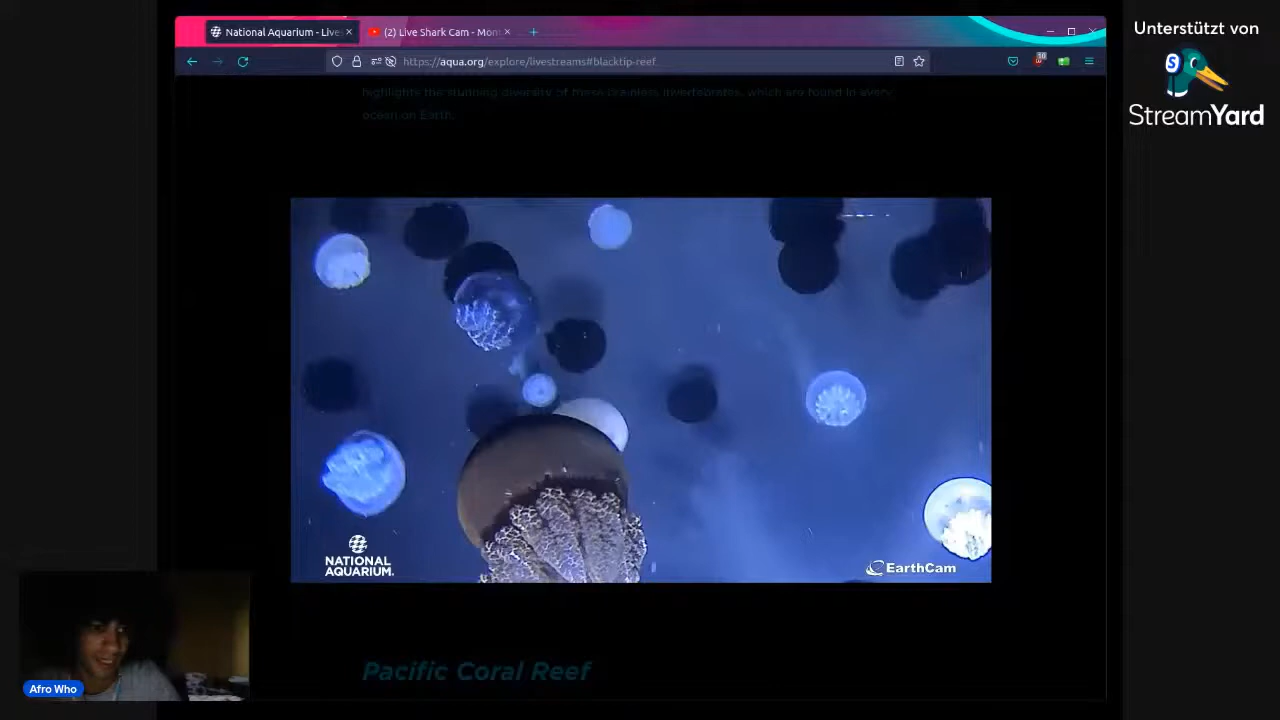 National Aquarium - Live
(2) Live Shark Cam - Mon
https://aqua.org/explore/livestreams#blacktip-reef
highlights the stunning diversity of these brainless invertebrates, which are found in every
ocean on Earth.
NATIONAL
AQUARIUM.
EarthCam
Pacific Coral Reef
Afro Who
Unterstützt von
S
StreamYard